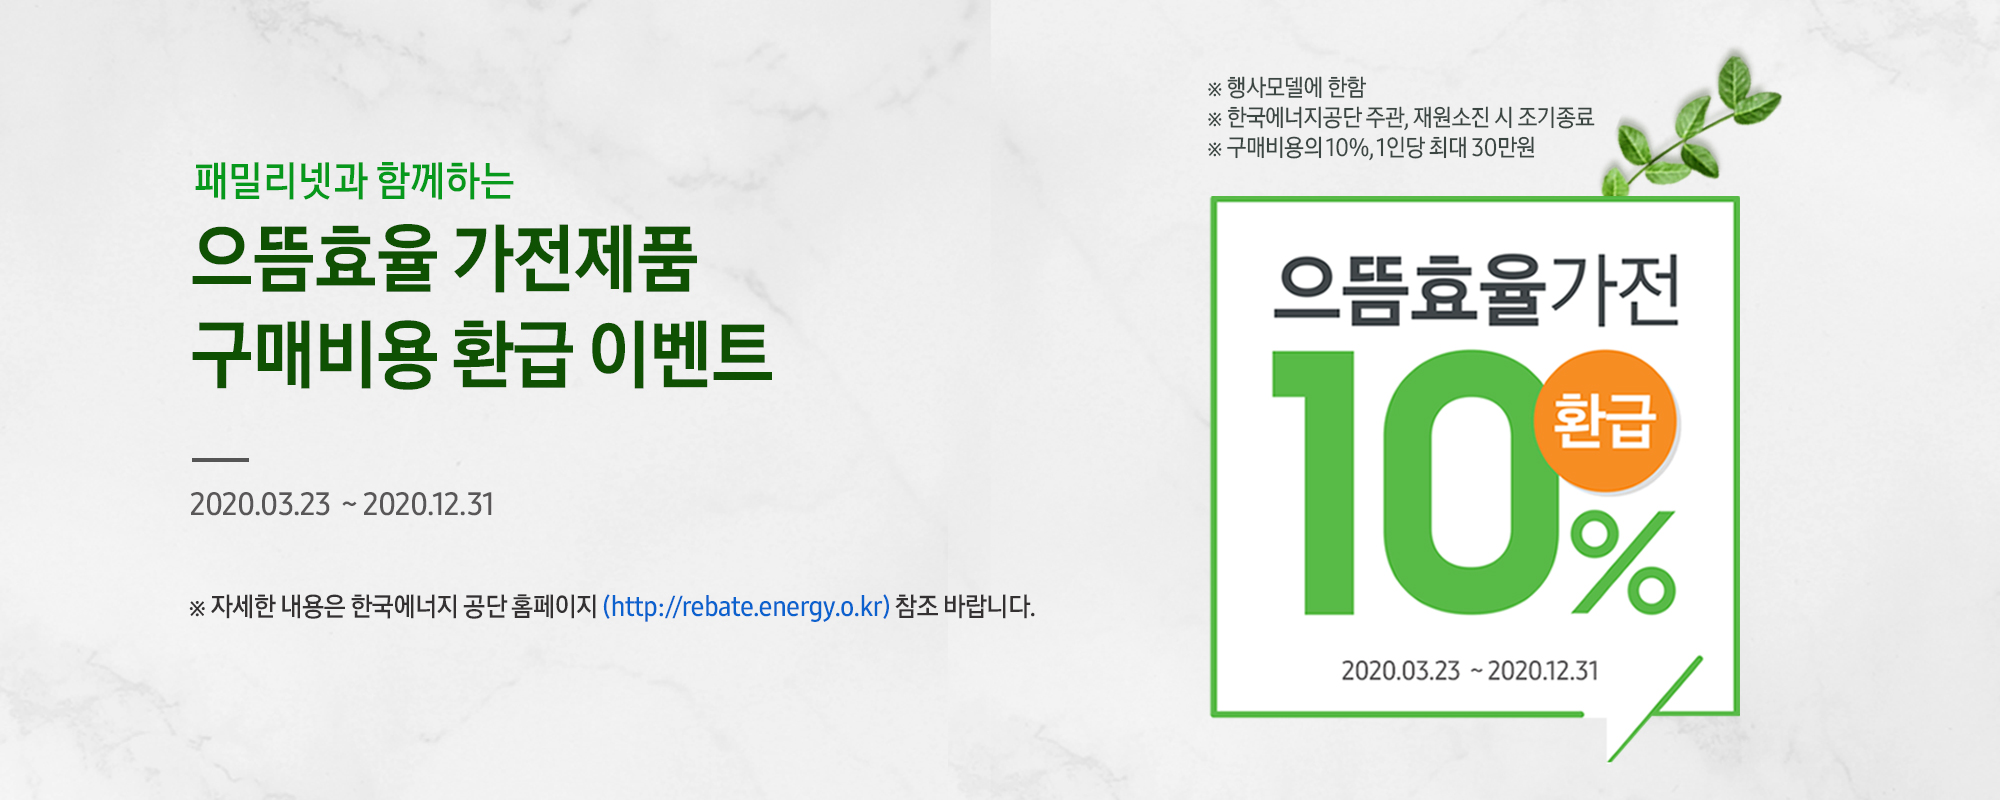 패밀리넷과 함께하는
으뜸효율 가전제품
구매비용 환급 이벤트
2020.03.23 ~ 2020.12.31
※ 자세한 내용은 한국에너지 공단 홈페이지 (http://rebate.energy.o.kr) 참조 바랍니다.
※ 행사모델에 한함
※ 한국에너지공단 주관, 재원소진 시 조기종료
※ 구매비용의 10%, 1인당 최대 30만원
으뜸효율가전
10%
환급
2020.03.23 ~ 2020.12.31